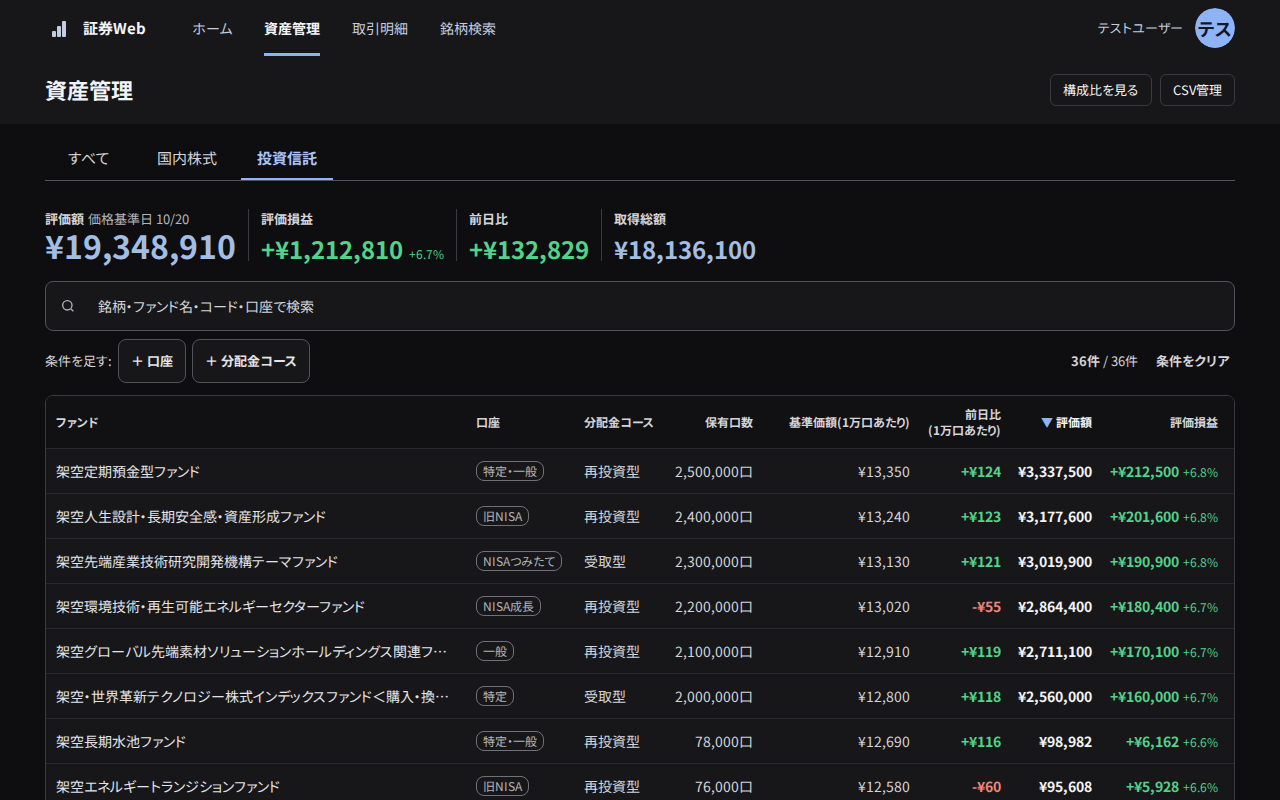 証券Web ホーム 資産管理 取引明細 銘柄検索 テストユーザー テス
資産管理 構成比を見る CSV管理
すべて 国内株式 投資信託
評価額 価格基準日 10/20 評価損益 前日比 取得総額
¥19,348,910 +¥1,212,810 +6.7% +¥132,829 ¥18,136,100
銘柄・ファンド名・コード・口座で検索
条件を足す: ＋ 口座 ＋ 分配金コース 36件 / 36件 条件をクリア
ファンド 口座 分配金コース 保有口数 基準価額(1万口あたり) 前日比 (1万口あたり) ▼ 評価額 評価損益
架空定期預金型ファンド 特定・一般 再投資型 2,500,000口 ¥13,350 +¥124 ¥3,337,500 +¥212,500 +6.8%
架空人生設計・長期安全感・資産形成ファンド 旧NISA 再投資型 2,400,000口 ¥13,240 +¥123 ¥3,177,600 +¥201,600 +6.8%
架空先端産業技術研究開発機構テーマファンド NISAつみたて 受取型 2,300,000口 ¥13,130 +¥121 ¥3,019,900 +¥190,900 +6.8%
架空環境技術・再生可能エネルギーセクターファンド NISA成長 再投資型 2,200,000口 ¥13,020 -¥55 ¥2,864,400 +¥180,400 +6.7%
架空グローバル先端素材ソリューションホールディングス関連フ… 一般 再投資型 2,100,000口 ¥12,910 +¥119 ¥2,711,100 +¥170,100 +6.7%
架空・世界革新テクノロジー株式インデックスファンド＜購入・換… 特定 受取型 2,000,000口 ¥12,800 +¥118 ¥2,560,000 +¥160,000 +6.7%
架空長期水池ファンド 特定・一般 再投資型 78,000口 ¥12,690 +¥116 ¥98,982 +¥6,162 +6.6%
架空エネルギートランジションファンド 旧NISA 再投資型 76,000口 ¥12,580 -¥60 ¥95,608 +¥5,928 +6.6%